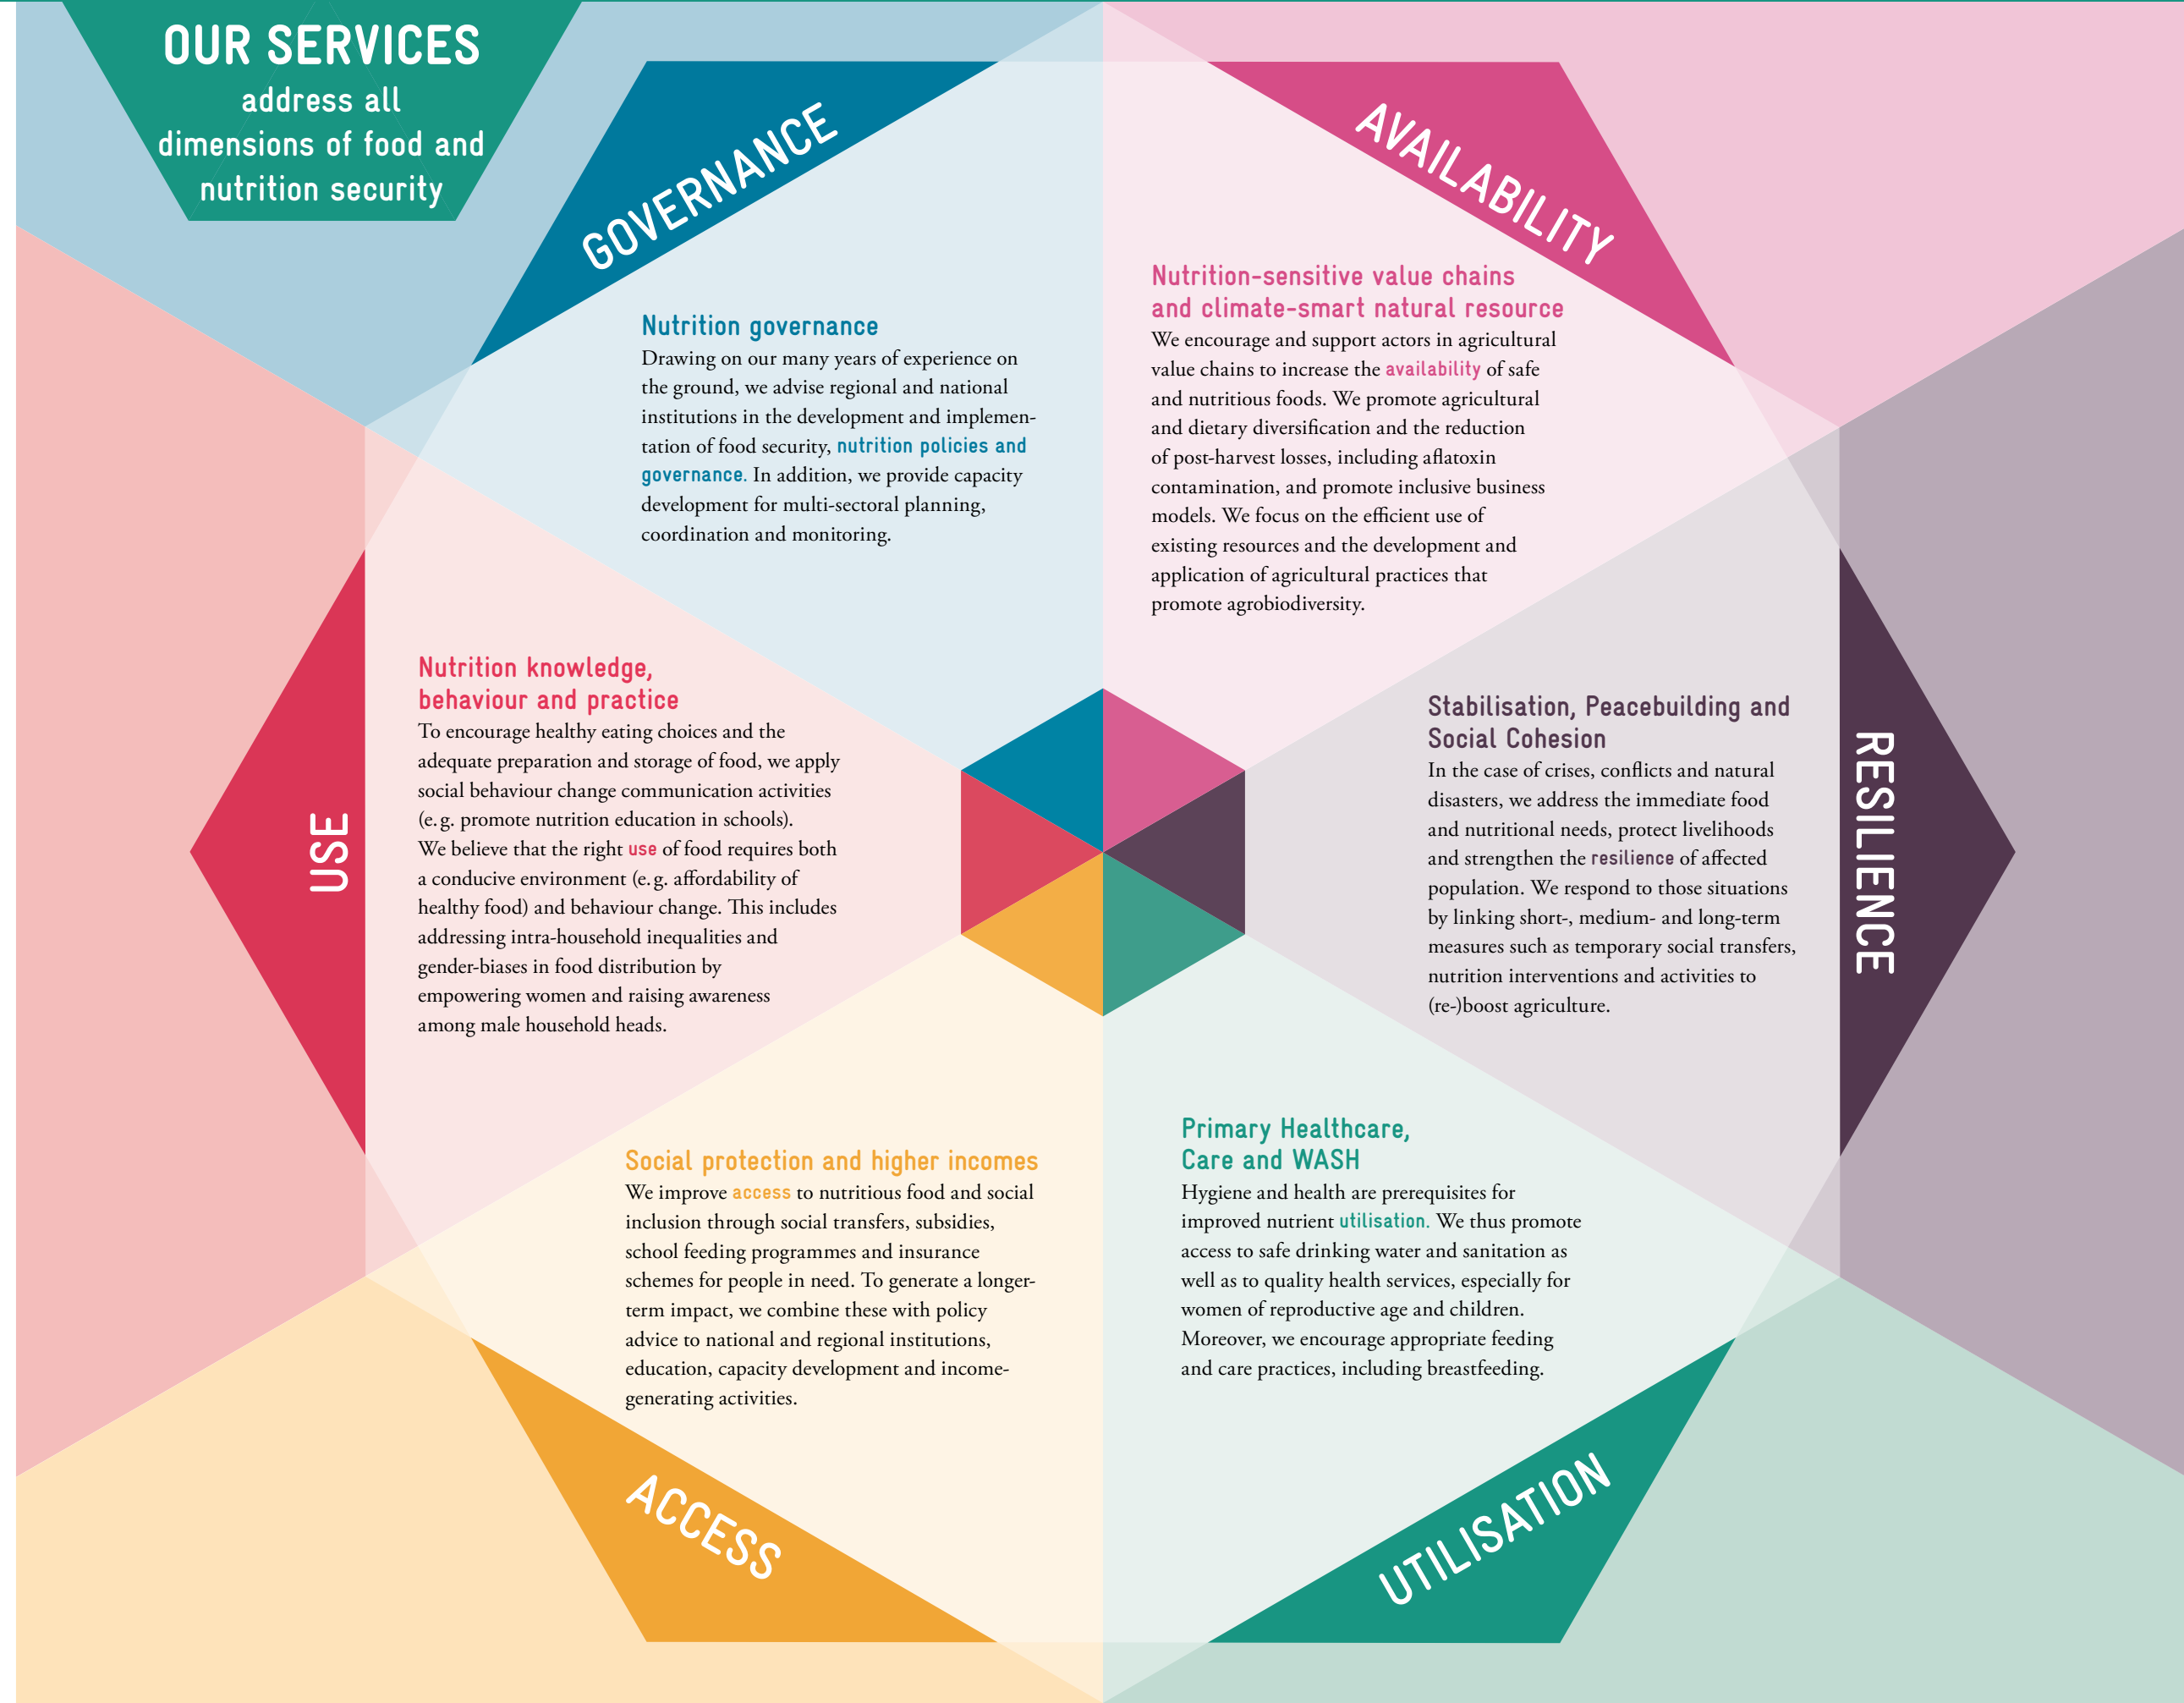 OUR SERVICES
address all
dimensions of food and
nutrition security
GOVERNANCE
Nutrition governance
Drawing on our many years of experience on
the ground, we advise regional and national
institutions in the development and implemen-
tation of food security, nutrition policies and
governance. In addition, we provide capacity
development for multi-sectoral planning,
coordination and monitoring.
AVAILABILITY
Nutrition-sensitive value chains
and climate-smart natural resource
We encourage and support actors in agricultural
value chains to increase the availability of safe
and nutritious foods. We promote agricultural
and dietary diversification and the reduction
of post-harvest losses, including aflatoxin
contamination, and promote inclusive business
models. We focus on the efficient use of
existing resources and the development and
application of agricultural practices that
promote agrobiodiversity.
USE
Nutrition knowledge,
behaviour and practice
To encourage healthy eating choices and the
adequate preparation and storage of food, we apply
social behaviour change communication activities
(e.g. promote nutrition education in schools).
We believe that the right use of food requires both
a conducive environment (e.g. affordability of
healthy food) and behaviour change. This includes
addressing intra-household inequalities and
gender-biases in food distribution by
empowering women and raising awareness
among male household heads.
RESILIENCE
Stabilisation, Peacebuilding and
Social Cohesion
In the case of crises, conflicts and natural
disasters, we address the immediate food
and nutritional needs, protect livelihoods
and strengthen the resilience of affected
population. We respond to those situations
by linking short-, medium- and long-term
measures such as temporary social transfers,
nutrition interventions and activities to
(re-)boost agriculture.
ACCESS
Social protection and higher incomes
We improve access to nutritious food and social
inclusion through social transfers, subsidies,
school feeding programmes and insurance
schemes for people in need. To generate a longer-
term impact, we combine these with policy
advice to national and regional institutions,
education, capacity development and income-
generating activities.
UTILISATION
Primary Healthcare,
Care and WASH
Hygiene and health are prerequisites for
improved nutrient utilisation. We thus promote
access to safe drinking water and sanitation as
well as to quality health services, especially for
women of reproductive age and children.
Moreover, we encourage appropriate feeding
and care practices, including breastfeeding.